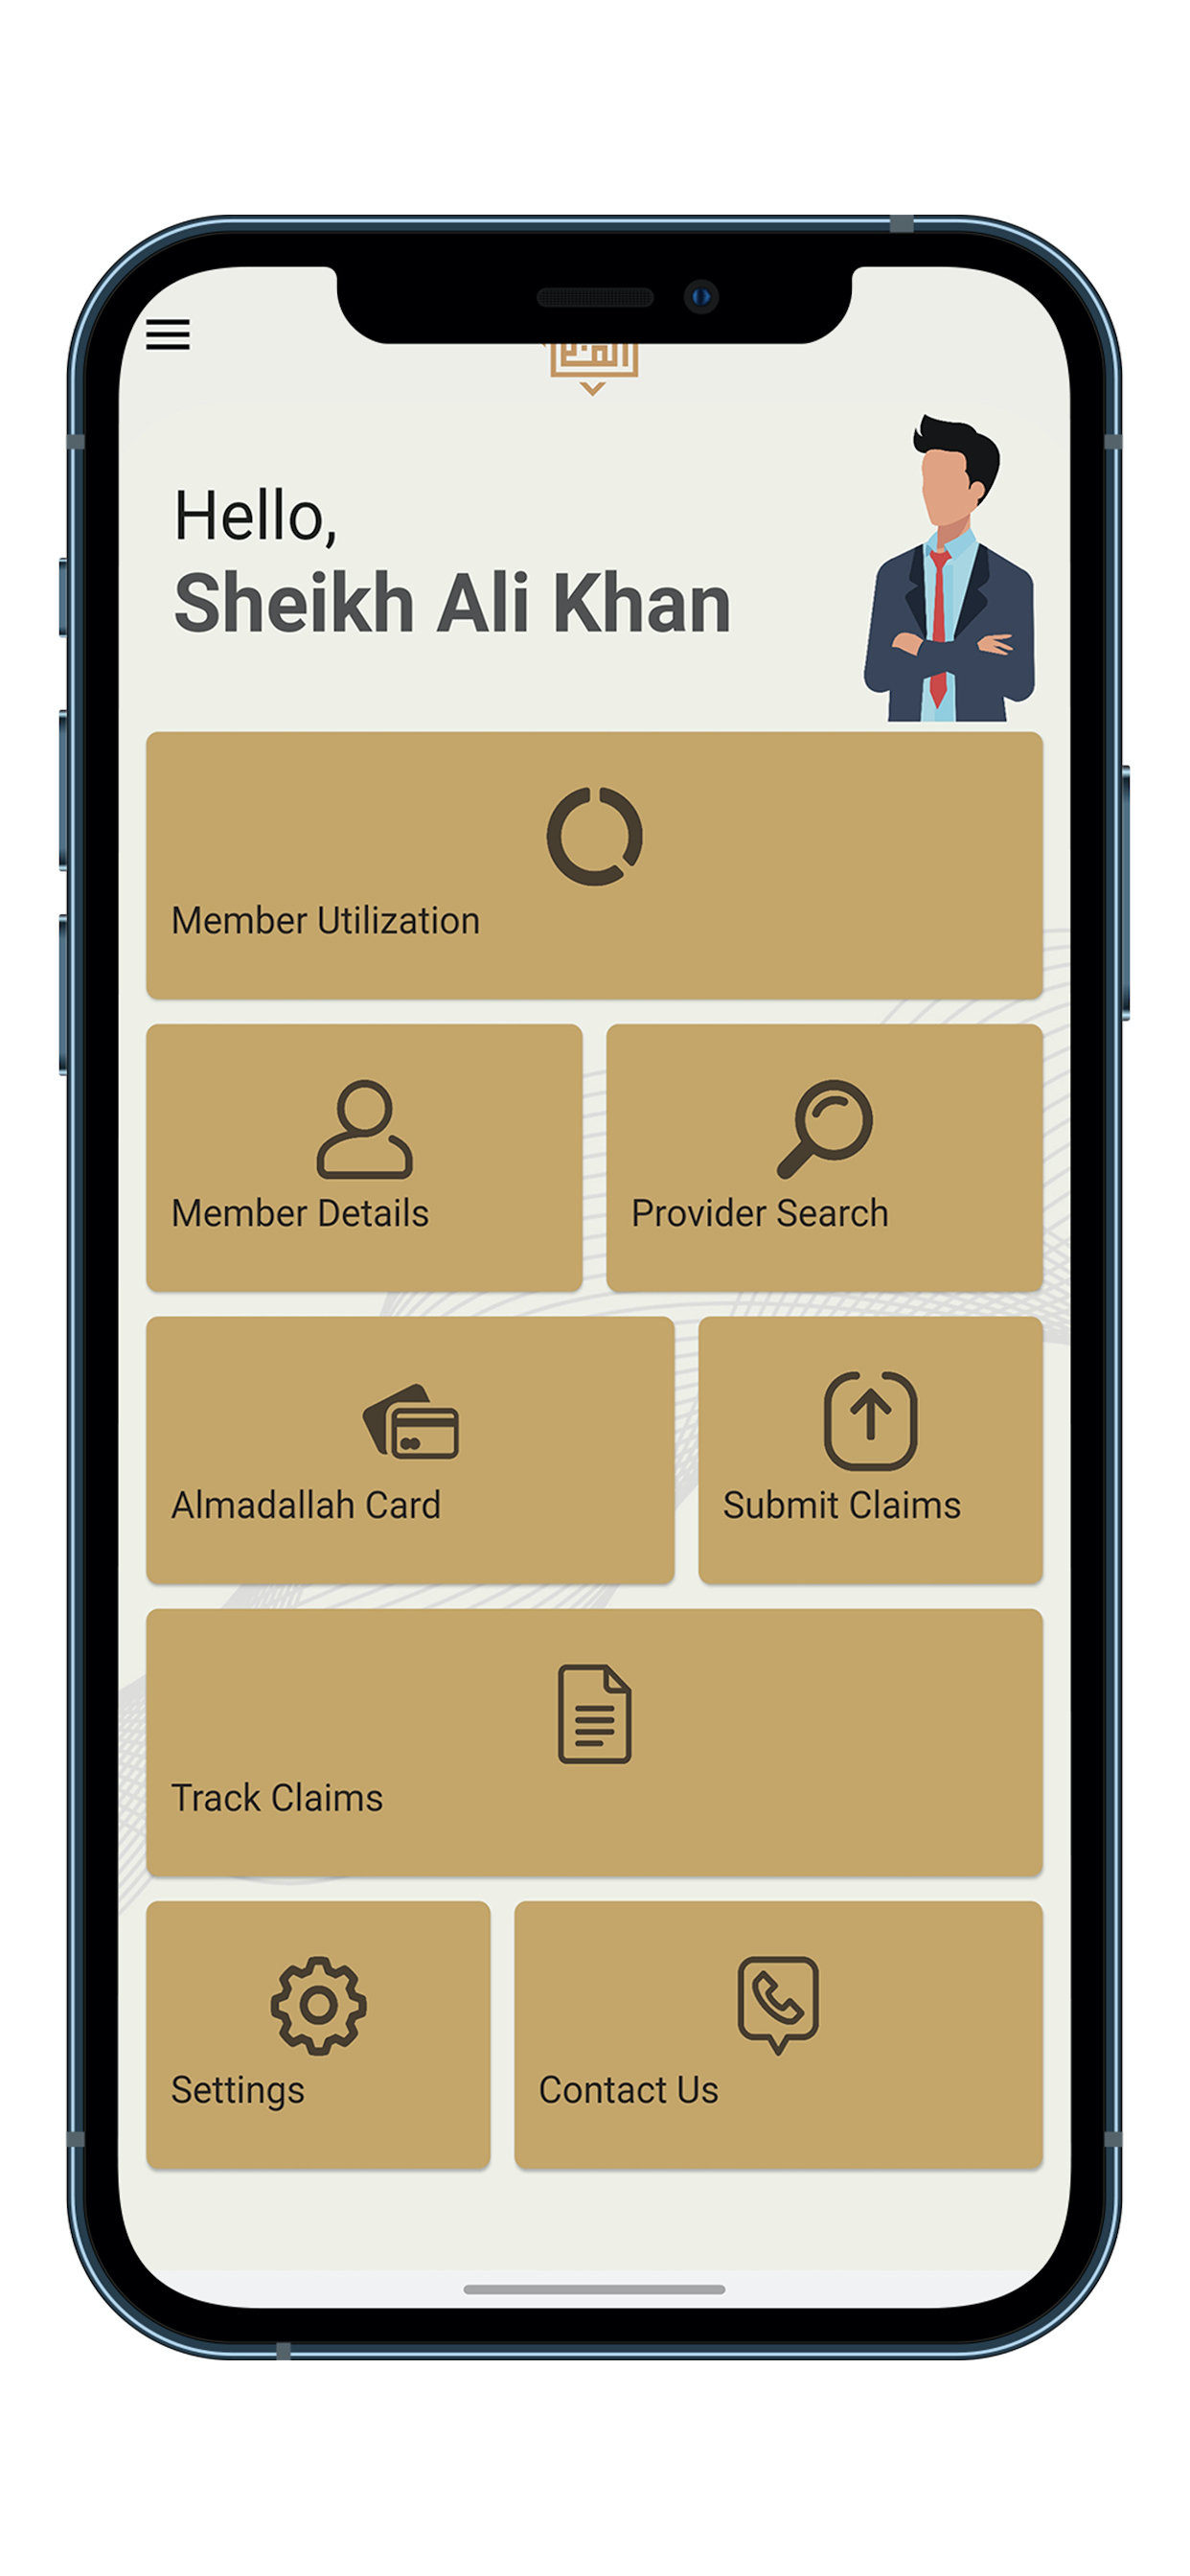 Hello,
Sheikh Ali Khan
Member Utilization
Member Details
Provider Search
Almadallah Card
Submit Claims
Track Claims
Settings
Contact Us